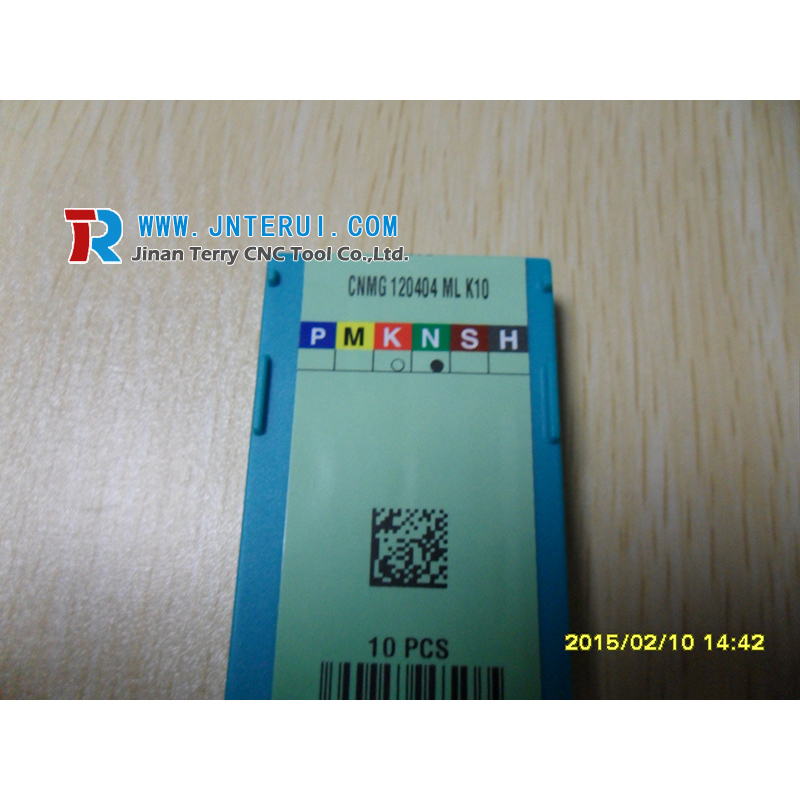 TR
WWW.JNTERUI.COM
Jinan Terry CNC Tool Co.,Ltd.
CNMG 120404 ML K10
P M K N S H
10 PCS
2015/02/10 14:42